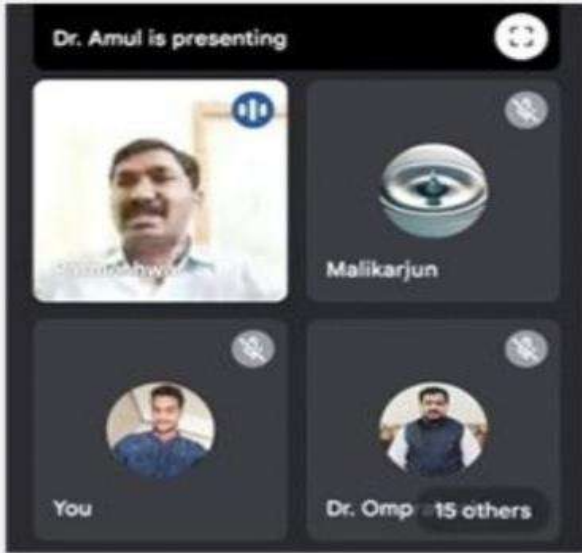 Dr. Amul is presenting
Malikarjun
You
Dr. Omp
15 others